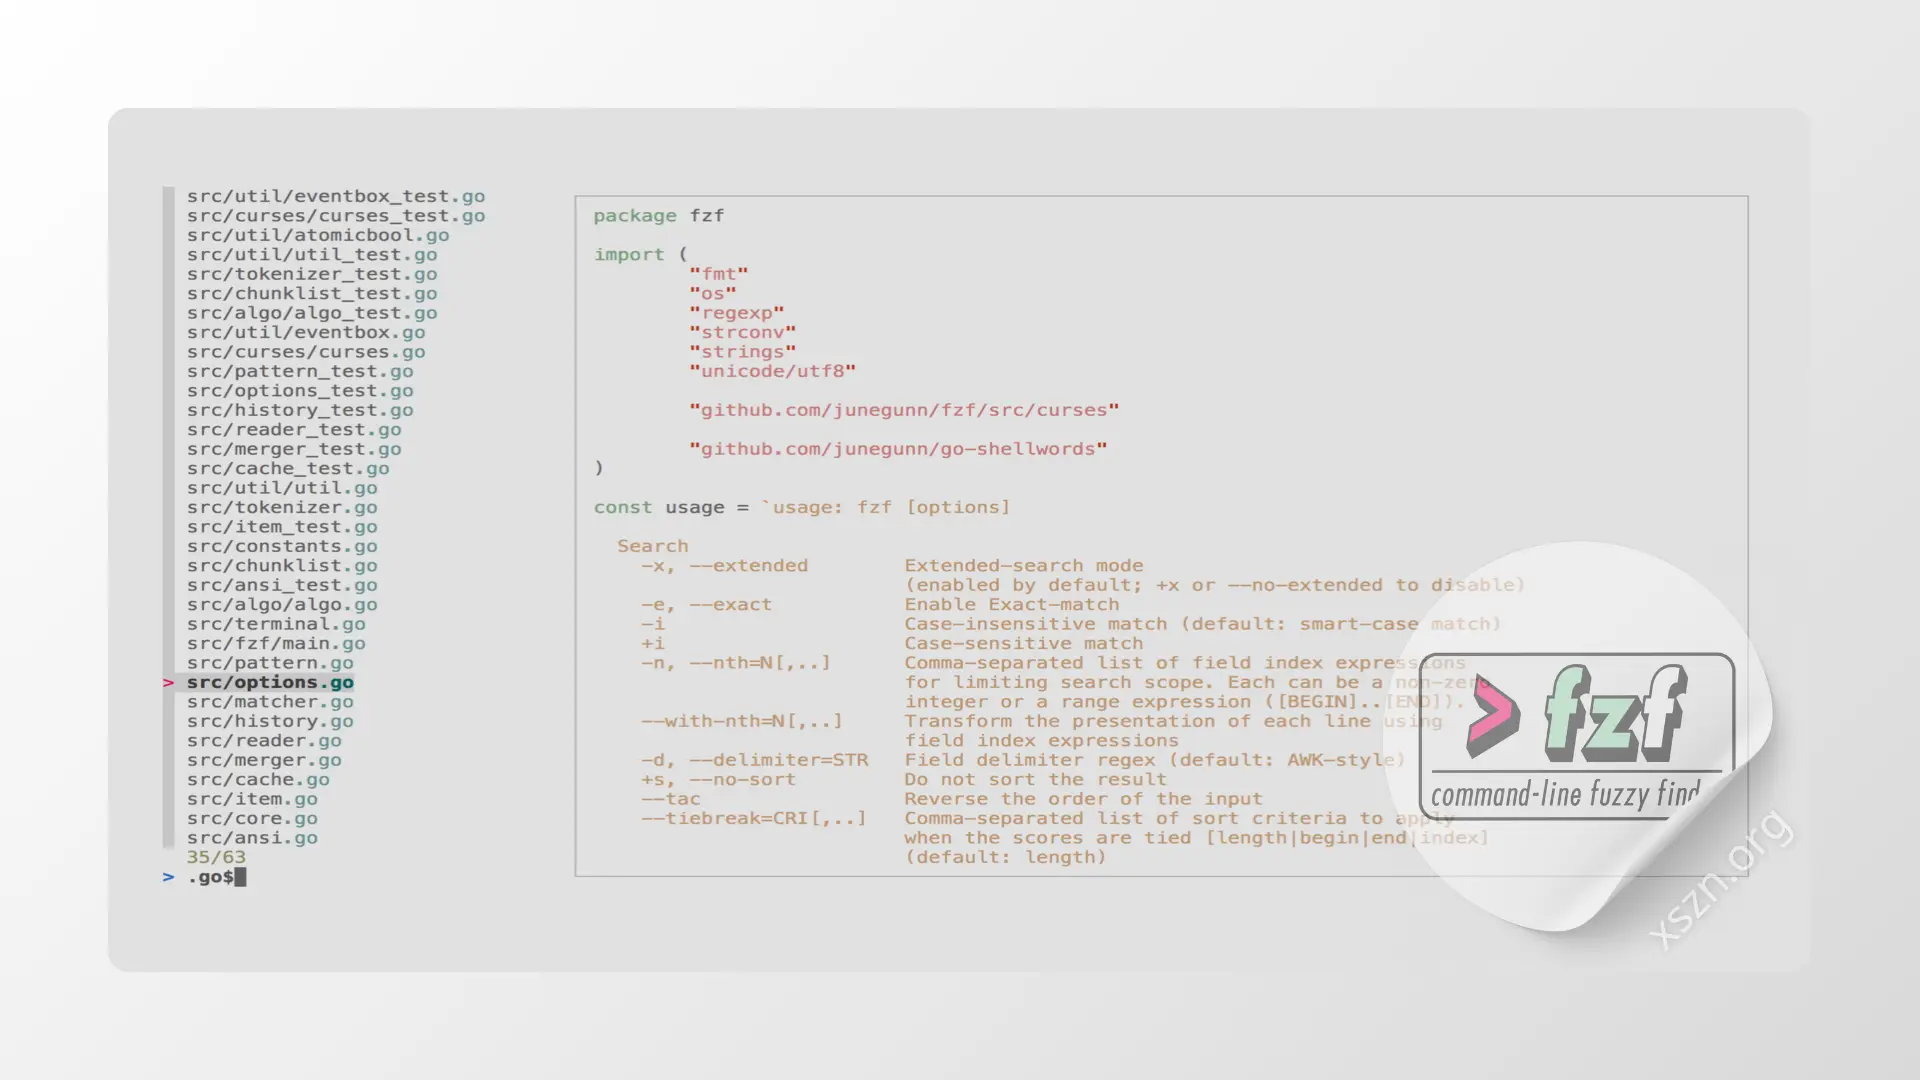 src/util/eventbox_test.go
src/curses/curses_test.go
src/util/atomicbool.go
src/util/util_test.go
src/tokenizer_test.go
src/chunklist_test.go
src/algo/algo_test.go
src/util/eventbox.go
src/curses/curses.go
src/pattern_test.go
src/options_test.go
src/history_test.go
src/reader_test.go
src/merger_test.go
src/cache_test.go
src/util/util.go
src/tokenizer.go
src/item_test.go
src/constants.go
src/chunklist.go
src/ansi_test.go
src/algo/algo.go
src/terminal.go
src/fzf/main.go
src/pattern.go
> src/options.go
src/matcher.go
src/history.go
src/reader.go
src/merger.go
src/cache.go
src/item.go
src/core.go
src/ansi.go
35/63
> .go$
package fzf
import (
"fmt"
"os"
"regexp"
"strconv"
"strings"
"unicode/utf8"
"github.com/junegunn/fzf/src/curses"
"github.com/junegunn/go-shellwords"
)
const usage = `usage: fzf [options]
Search
-x, --extended Extended-search mode
(enabled by default; +x or --no-extended to disable)
-e, --exact Enable Exact-match
-i Case-insensitive match (default: smart-case match)
+i Case-sensitive match
-n, --nth=N[,..] Comma-separated list of field index expressions
for limiting search scope. Each can be a non-zero
integer or a range expression ([BEGIN]..[END]).
--with-nth=N[,..] Transform the presentation of each line using
field index expressions
-d, --delimiter=STR Field delimiter regex (default: AWK-style)
+s, --no-sort Do not sort the result
--tac Reverse the order of the input
--tiebreak=CRI[,..] Comma-separated list of sort criteria to apply
when the scores are tied [length|begin|end|index]
(default: length)
> fzf
command-line fuzzy find
xszn.org